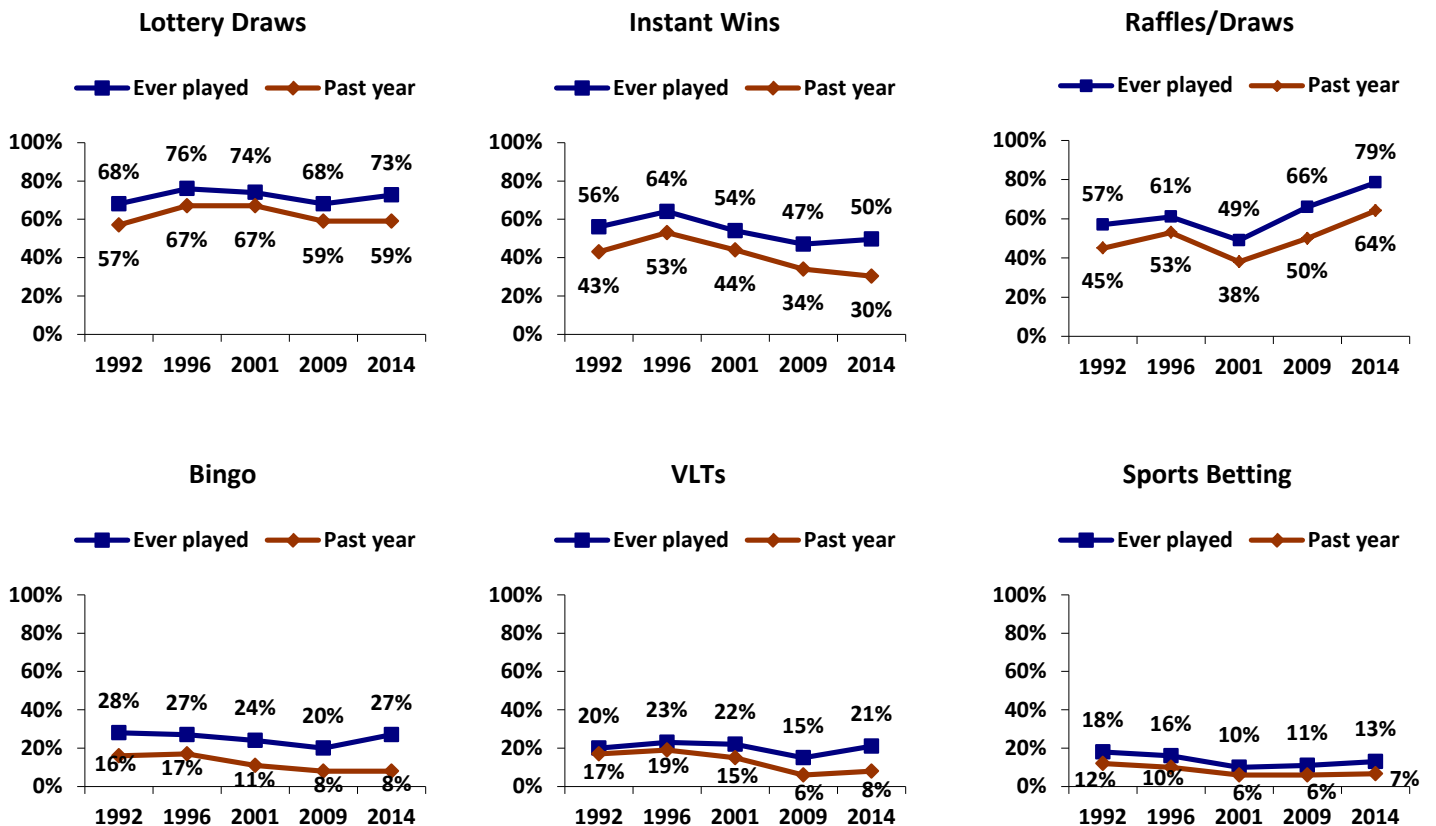 Lottery Draws
Ever played Past year
100%
80%
60%
40%
20%
0%
68% 76% 74% 68% 73%
57% 67% 67% 59% 59%
1992 1996 2001 2009 2014
Instant Wins
Ever played Past year
100%
80%
60%
40%
20%
0%
56% 64% 54% 47% 50%
43% 53% 44% 34% 30%
1992 1996 2001 2009 2014
Raffles/Draws
Ever played Past year
100%
80%
60%
40%
20%
0%
57% 61% 49% 66% 79%
45% 53% 38% 50% 64%
1992 1996 2001 2009 2014
Bingo
Ever played Past year
100%
80%
60%
40%
20%
0%
28% 27% 24% 20% 27%
16% 17% 11% 8% 8%
1992 1996 2001 2009 2014
VLTs
Ever played Past year
100%
80%
60%
40%
20%
0%
20% 23% 22% 15% 21%
17% 19% 15% 6% 8%
1992 1996 2001 2009 2014
Sports Betting
Ever played Past year
100%
80%
60%
40%
20%
0%
18% 16% 10% 11% 13%
12% 10% 6% 6% 7%
1992 1996 2001 2009 2014